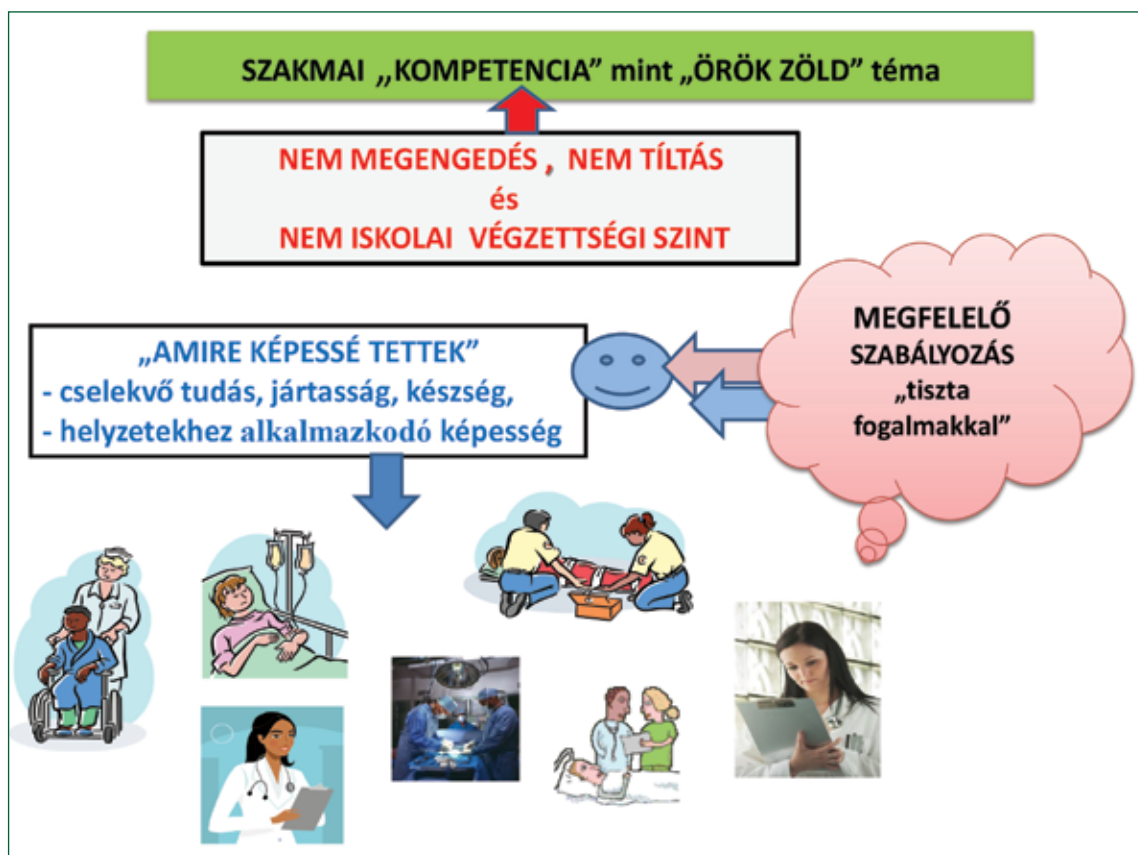 SZAKMAI „KOMPETENCIA” mint „ÖRÖK ZÖLD” téma
NEM MEGENGEDÉS , NEM TÍLTÁS
és
NEM ISKOLAI VÉGZETTSÉGI SZINT
„AMIRE KÉPESSÉ TETTEK”
- cselekvő tudás, jártasság, készség,
- helyzetekhez alkalmazkodó képesség
MEGFELELŐ
SZABÁLYOZÁS
„tiszta
fogalmakkal”